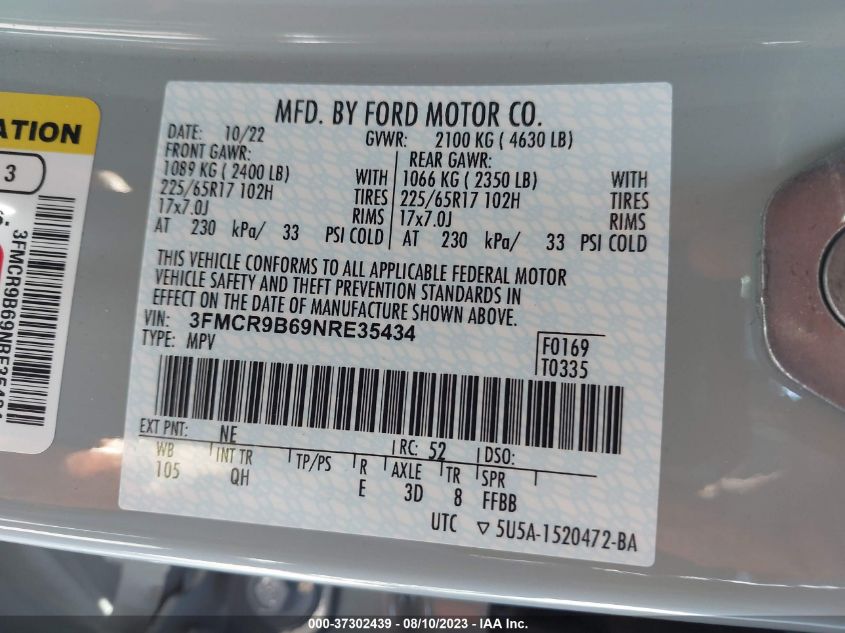 MFD. BY FORD MOTOR CO.
DATE: 10/22 GVWR: 2100 KG ( 4630 LB)
FRONT GAWR: REAR GAWR:
1089 KG ( 2400 LB) WITH 1066 KG ( 2350 LB) WITH
225/65R17 102H TIRES 225/65R17 102H TIRES
17x7.0J RIMS 17x7.0J RIMS
AT 230 kPa/ 33 PSI COLD AT 230 kPa/ 33 PSI COLD
THIS VEHICLE CONFORMS TO ALL APPLICABLE FEDERAL MOTOR
VEHICLE SAFETY AND THEFT PREVENTION STANDARDS IN
EFFECT ON THE DATE OF MANUFACTURE SHOWN ABOVE.
VIN: 3FMCR9B69NRE35434
TYPE: MPV
F0169
T0335
EXT PNT: NE RC: 52 DSO:
WB INT TR TP/PS R AXLE TR SPR
105 QH E 3D 8 FFBB
UTC ▽ 5U5A-1520472-BA
ATION
3
3FMCR9B69NRE35434
000-37302439 - 08/10/2023 - © IAA Inc.